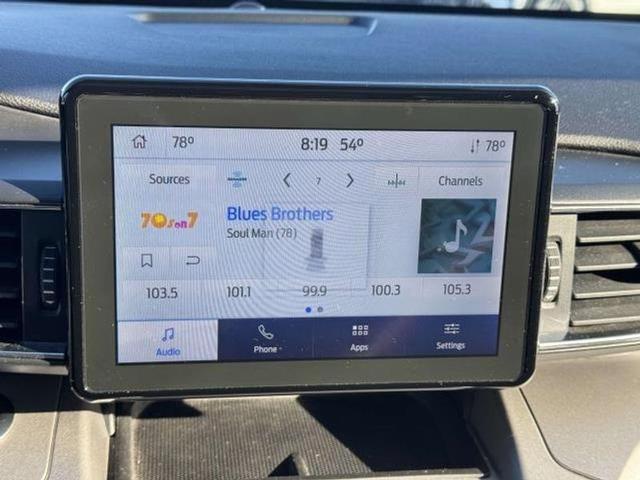 78° 8:19 54° 78°
Sources 7 Channels
70s on 7
Blues Brothers
Soul Man (78)
103.5 101.1 99.9 100.3 105.3
Audio Phone Apps Settings